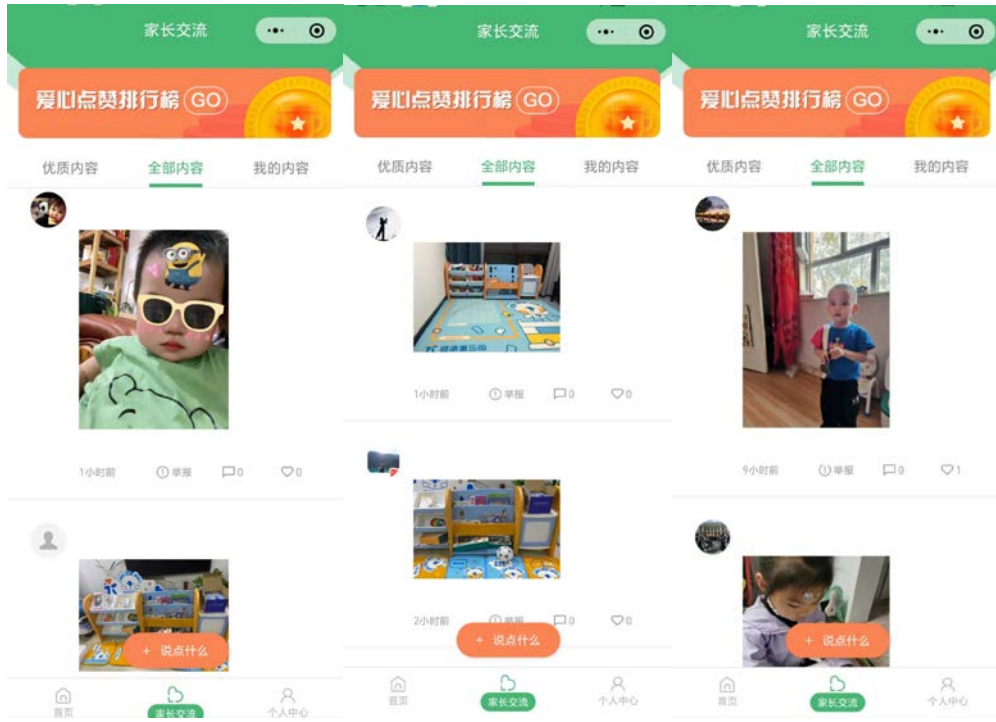 家长交流
爱心点赞排行榜 GO
优质内容 全部内容 我的内容
1小时前 举报 0 0
+ 说点什么
首页 家长交流 个人中心
家长交流
爱心点赞排行榜 GO
优质内容 全部内容 我的内容
1小时前 举报 0 0
2小时前 举报 0 0
+ 说点什么
首页 家长交流 个人中心
家长交流
爱心点赞排行榜 GO
优质内容 全部内容 我的内容
9小时前 举报 0 1
+ 说点什么
首页 家长交流 个人中心